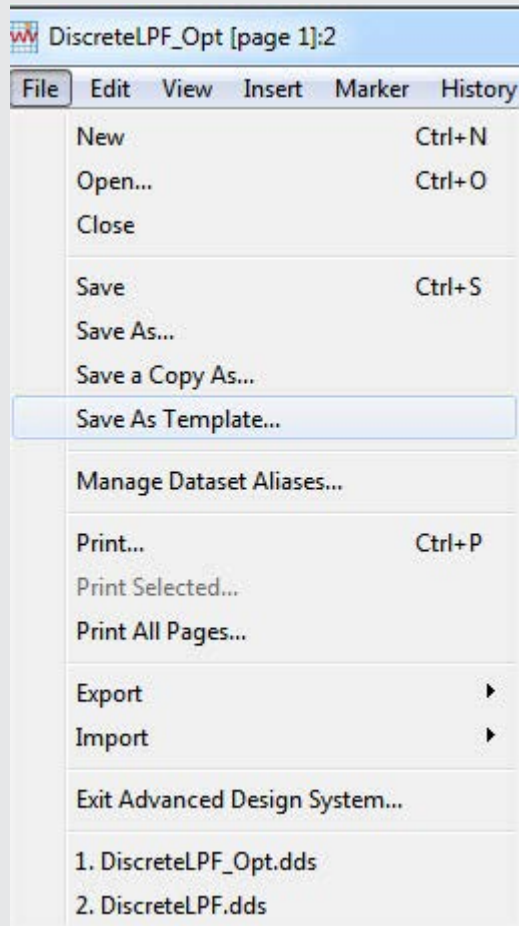 DiscreteLPF_Opt [page 1]:2
File Edit View Insert Marker History
New Ctrl+N
Open... Ctrl+O
Close
Save Ctrl+S
Save As...
Save a Copy As...
Save As Template...
Manage Dataset Aliases...
Print... Ctrl+P
Print Selected...
Print All Pages...
Export
Import
Exit Advanced Design System...
1. DiscreteLPF_Opt.dds
2. DiscreteLPF.dds